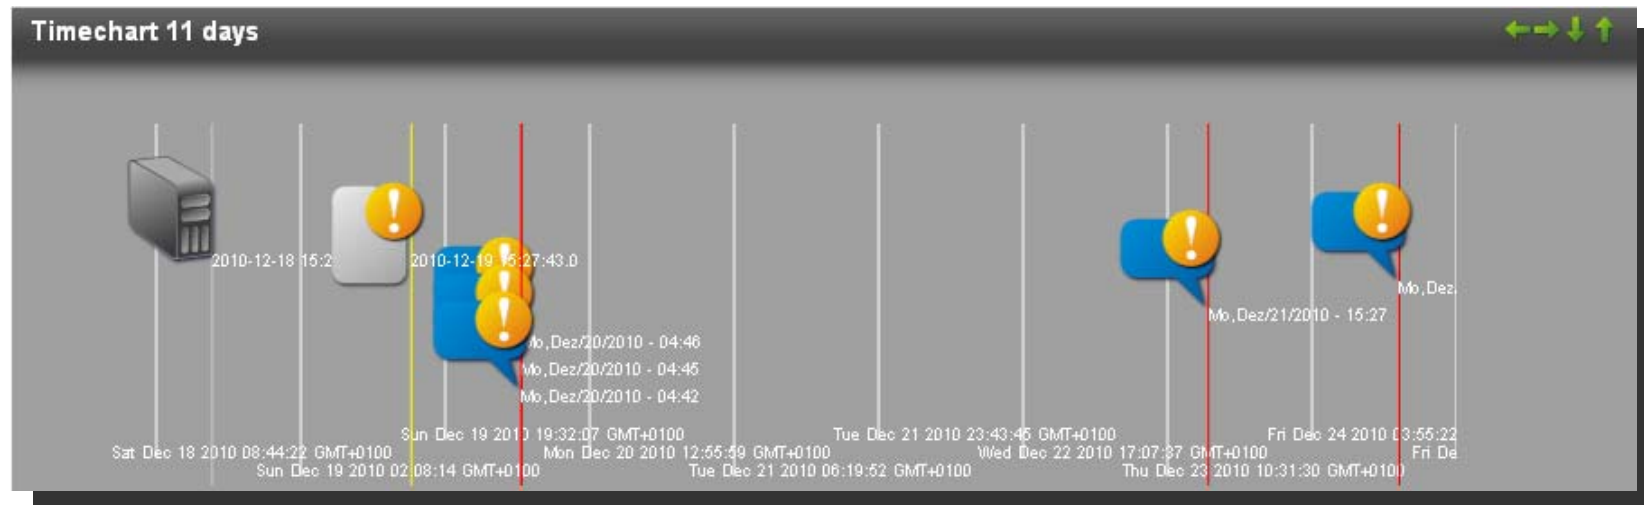 Timechart 11 days
2010-12-18 15:2
2010-12-19 15:27:43.0
Mo,Dez
Mo,Dez/21/2010 - 15:27
Mo,Dez/20/2010 - 04:46
Mo,Dez/20/2010 - 04:45
Mo,Dez/20/2010 - 04:42
Sun Dec 19 2010 19:32:07 GMT+0100
Tue Dec 21 2010 23:43:45 GMT+0100
Fri Dec 24 2010 03:55:22
Sat Dec 18 2010 08:44:22 GMT+0100
Mon Dec 20 2010 12:55:59 GMT+0100
Wed Dec 22 2010 17:07:37 GMT+0100
Fri De
Sun Dec 19 2010 02:08:14 GMT+0100
Tue Dec 21 2010 06:19:52 GMT+0100
Thu Dec 23 2010 10:31:30 GMT+0100